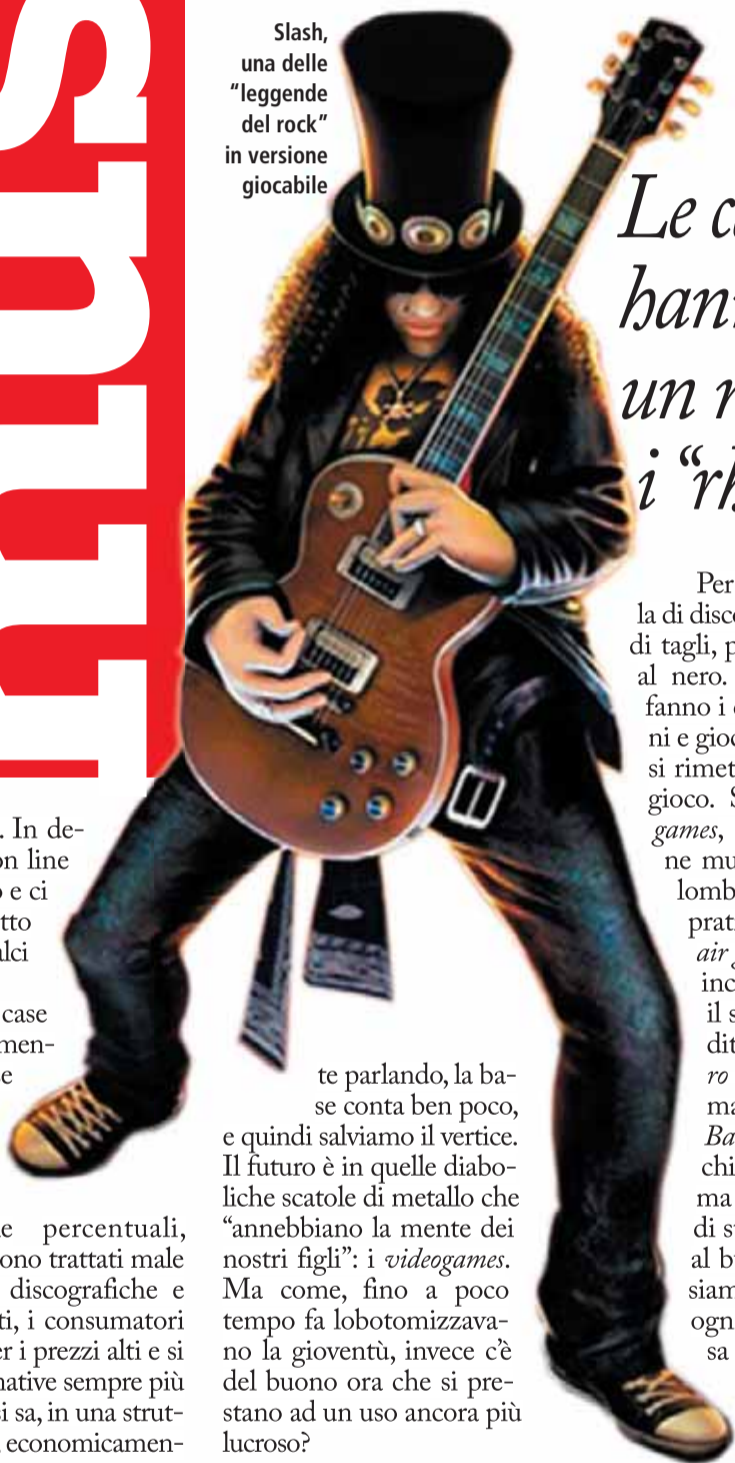 Slash,
una delle
“leggende
del rock”
in versione
giocabile
Le c
hann
un r
i “rh
. In de-
on line
o e ci
tto
alci
case
men-
e
e percentuali,
ono trattati male
discografiche e
ti, i consumatori
er i prezzi alti e si
native sempre più
si sa, in una strut-
economicamen-
te parlando, la ba-
se conta ben poco,
e quindi salviamo il vertice.
Il futuro è in quelle diabo-
liche scatole di metallo che
“annebbiano la mente dei
nostri figli”: i videogames.
Ma come, fino a poco
tempo fa lobotomizzava-
no la gioventù, invece c’è
del buono ora che si pre-
stano ad un uso ancora più
lucroso?
Per
la di disco
di tagli, p
al nero.
fanno i
ni e gioc
si rimet
gioco. S
games,
ne mu
lomb
prat
air
inc
il s
dit
ro
ma
Ba
chi
ma
di s
al b
siam
ogn
sa